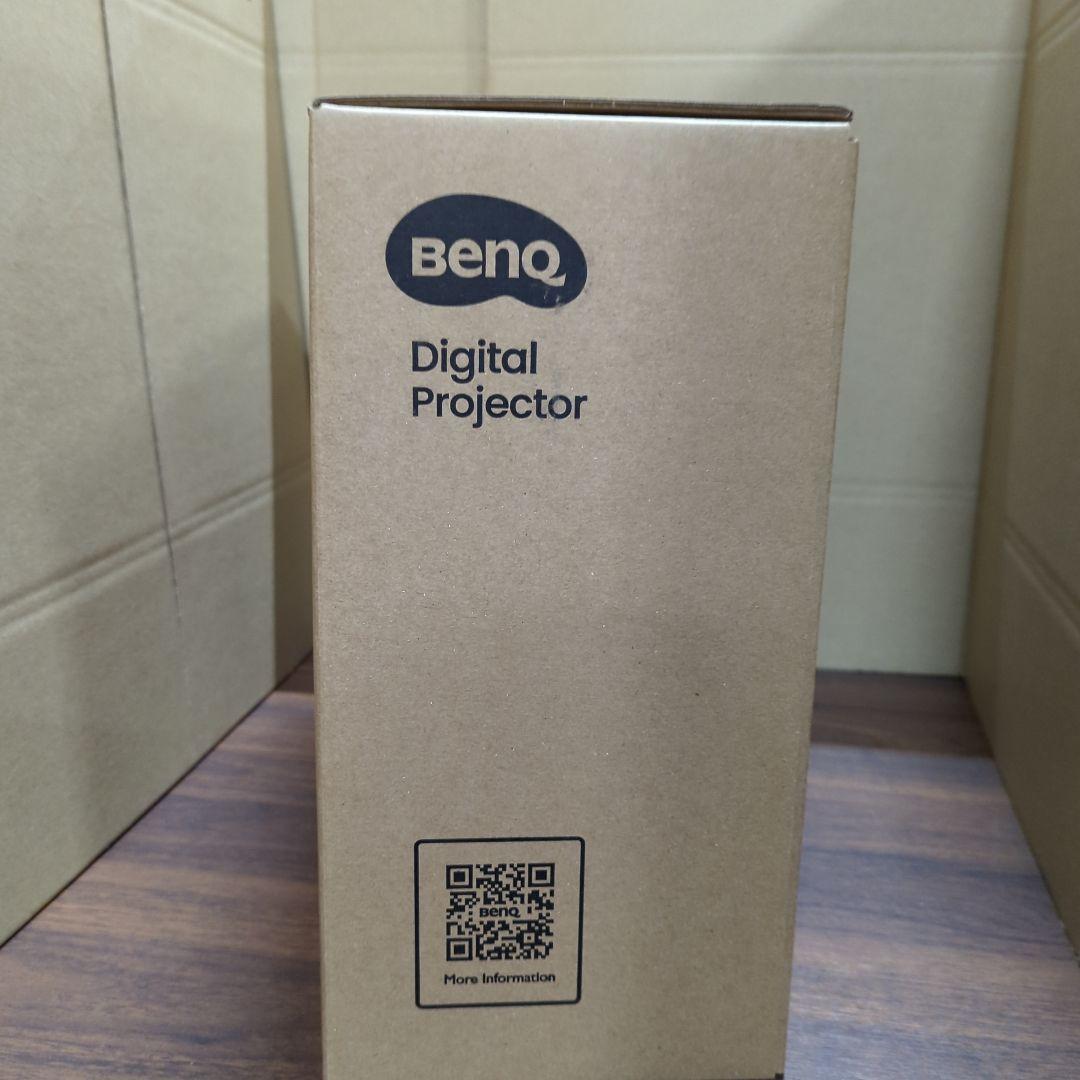 BenQ
Digital
Projector
BenQ
More Information